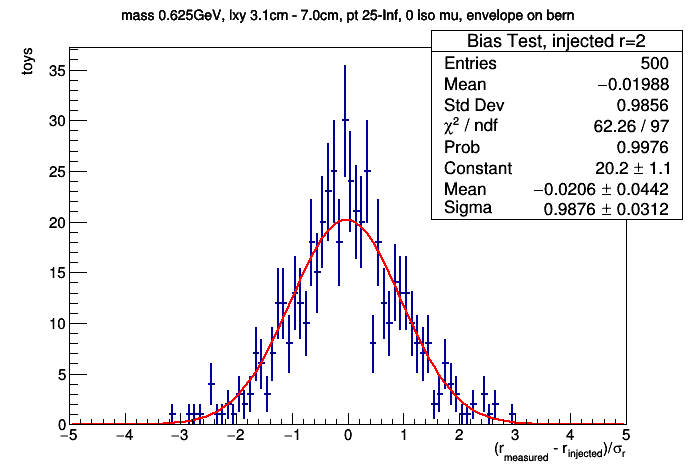 mass 0.625GeV, lxy 3.1cm - 7.0cm, pt 25-Inf, 0 Iso mu, envelope on bern
toys
Bias Test, injected r=2
Entries 500
Mean −0.01988
Std Dev 0.9856
χ² / ndf 62.26 / 97
Prob 0.9976
Constant 20.2 ± 1.1
Mean −0.0206 ± 0.0442
Sigma 0.9876 ± 0.0312
35
30
25
20
15
10
5
0
−5 −4 −3 −2 −1 0 1 2 3 4 5
(r_measured - r_injected)/σ_r